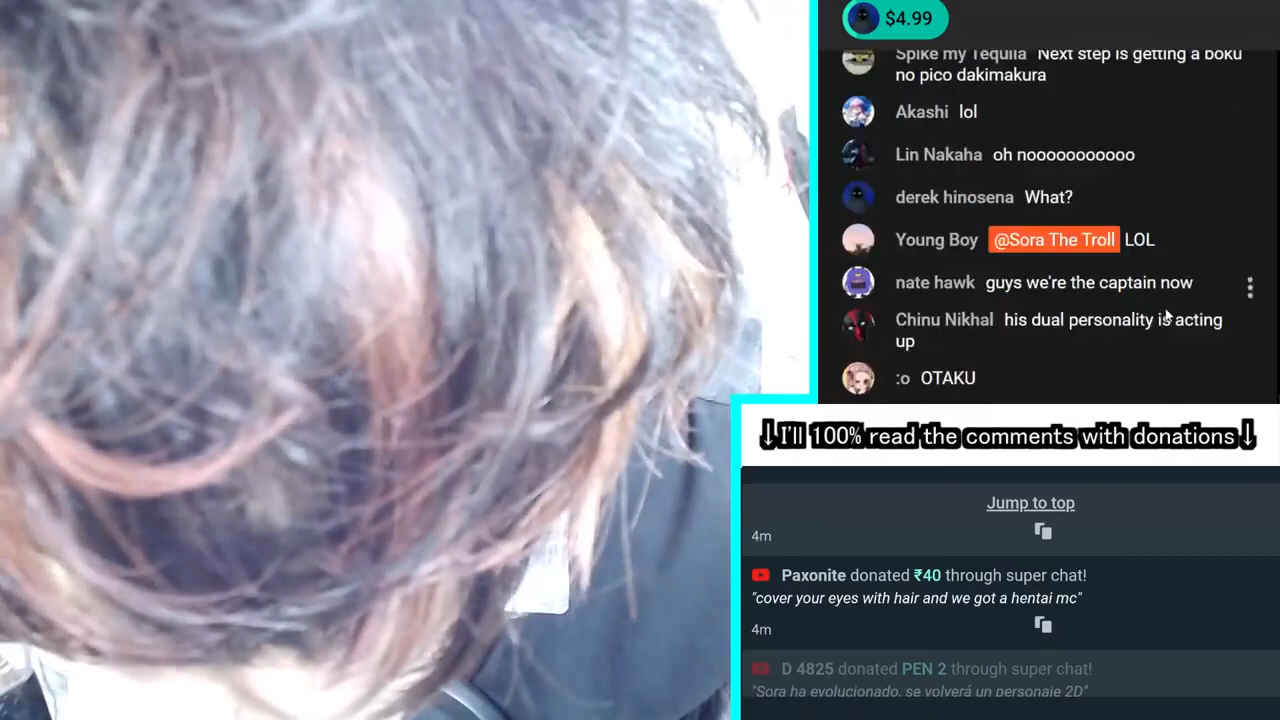 $4.99
Spike my Tequila Next step is getting a boku
no pico dakimakura
Akashi lol
Lin Nakaha oh nooooooooooo
derek hinosena What?
Young Boy @Sora The Troll LOL
nate hawk guys we're the captain now
Chinu Nikhal his dual personality is acting
up
:o OTAKU
↓I'll 100% read the comments with donations↓
Jump to top
4m
Paxonite donated ₹40 through super chat!
"cover your eyes with hair and we got a hentai mc"
4m
D 4825 donated PEN 2 through super chat!
"Sora ha evolucionado, se volverá un personaje 2D"